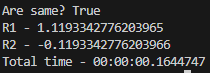 Are same? True
R1 - 1.1193342776203965
R2 - -0.1193342776203966
Total time - 00:00:00.1644747